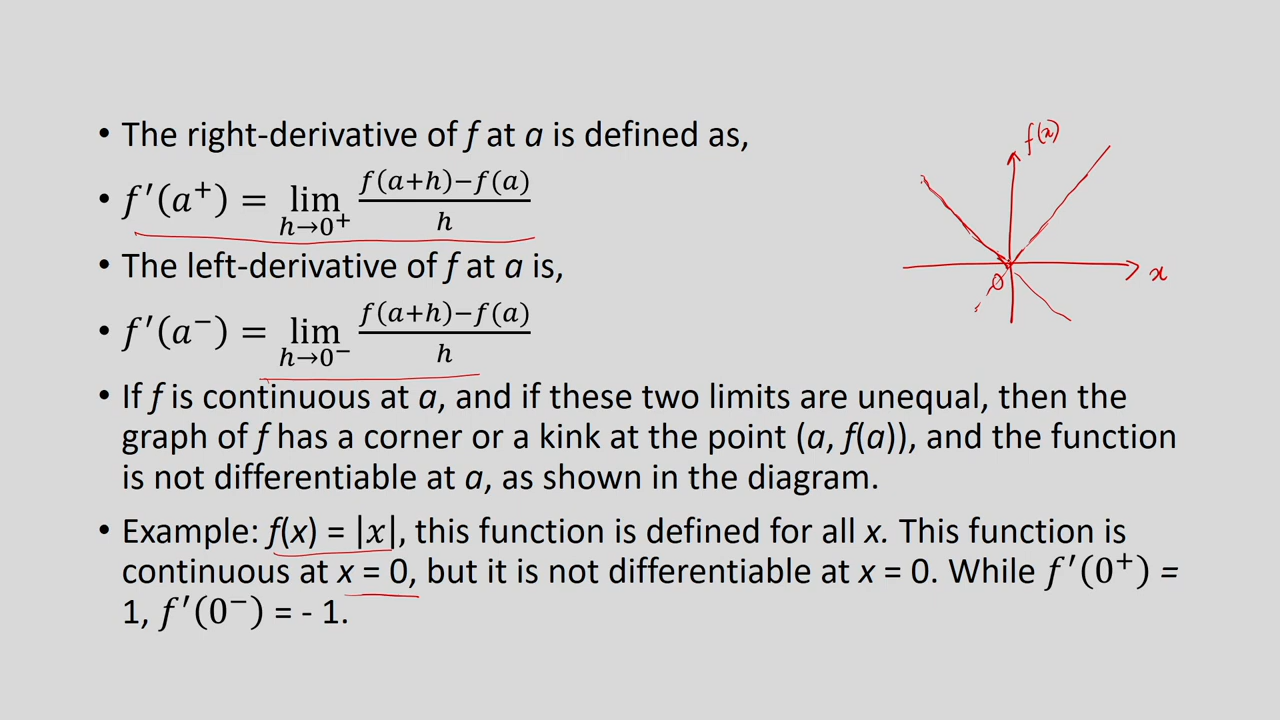 • The right-derivative of f at a is defined as,
• f′(a⁺) = lim h→0⁺ f(a+h)−f(a) / h
• The left-derivative of f at a is,
• f′(a⁻) = lim h→0⁻ f(a+h)−f(a) / h
• If f is continuous at a, and if these two limits are unequal, then the
graph of f has a corner or a kink at the point (a, f(a)), and the function
is not differentiable at a, as shown in the diagram.
• Example: f(x) = |x|, this function is defined for all x. This function is
continuous at x = 0, but it is not differentiable at x = 0. While f′(0⁺) =
1, f′(0⁻) = - 1.
f(x)
x
0